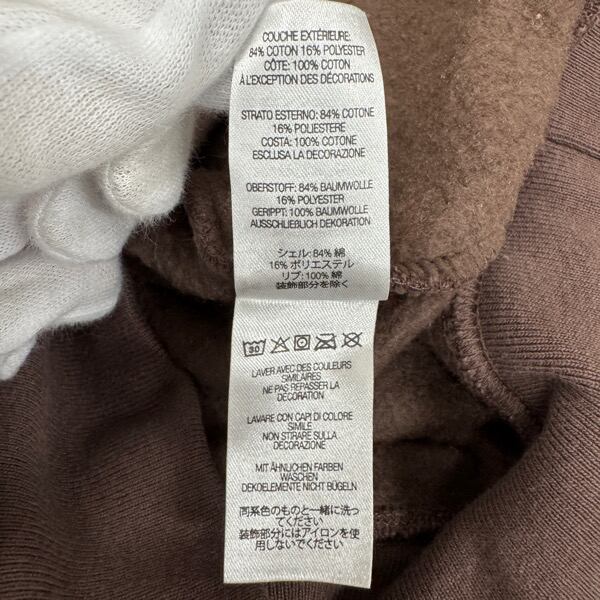 COUCHE EXTÉRIEURE:
84% COTON 16% POLYESTER
CÔTE: 100% COTON
À L'EXCEPTION DES DÉCORATIONS
STRATO ESTERNO: 84% COTONE
16% POLIESTERE
COSTA: 100% COTONE
ESCLUSA LA DECORAZIONE
OBERSTOFF: 84% BAUMWOLLE
16% POLYESTER
GERIPPT: 100% BAUMWOLLE
AUSSCHLIEßLICH DEKORATION
シェル: 84% 綿
16% ポリエステル
リブ: 100% 綿
装飾部分を除く
30
LAVER AVEC DES COULEURS
SIMILAIRES
NE PAS REPASSER LA
DÉCORATION
LAVARE CON CAPI DI COLORE
SIMILE
NON STIRARE SULLA
DECORAZIONE
MIT ÄHNLICHEN FARBEN
WASCHEN
DEKOELEMENTE NICHT BÜGELN
同系色のものと一緒に洗っ
てください
装飾部分にはアイロンを使
用しないでください